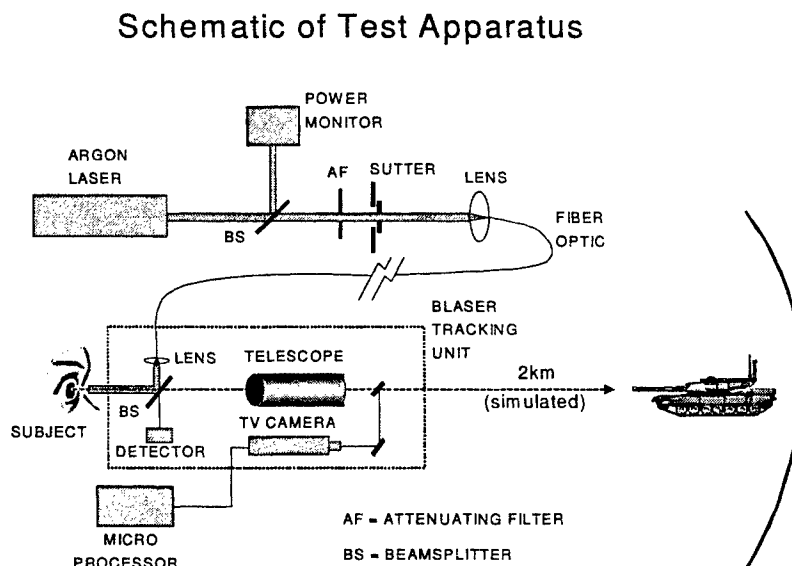 Schematic of Test Apparatus
POWER
MONITOR
ARGON
LASER
AF
SUTTER
LENS
BS
FIBER
OPTIC
BLASER
TRACKING
UNIT
LENS
TELESCOPE
2km
(simulated)
BS
SUBJECT
TV CAMERA
DETECTOR
MICRO
PROCESSOR
AF = ATTENUATING FILTER
BS = BEAMSPLITTER